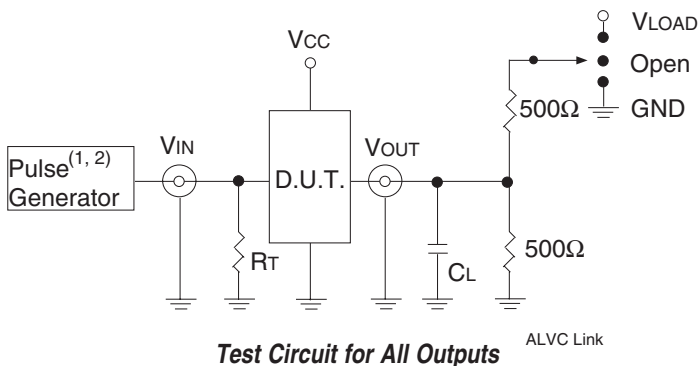 VLOAD
VCC
Open
500Ω
GND
VIN
VOUT
Pulse(1, 2)
Generator
D.U.T.
RT
CL
500Ω
ALVC Link
Test Circuit for All Outputs